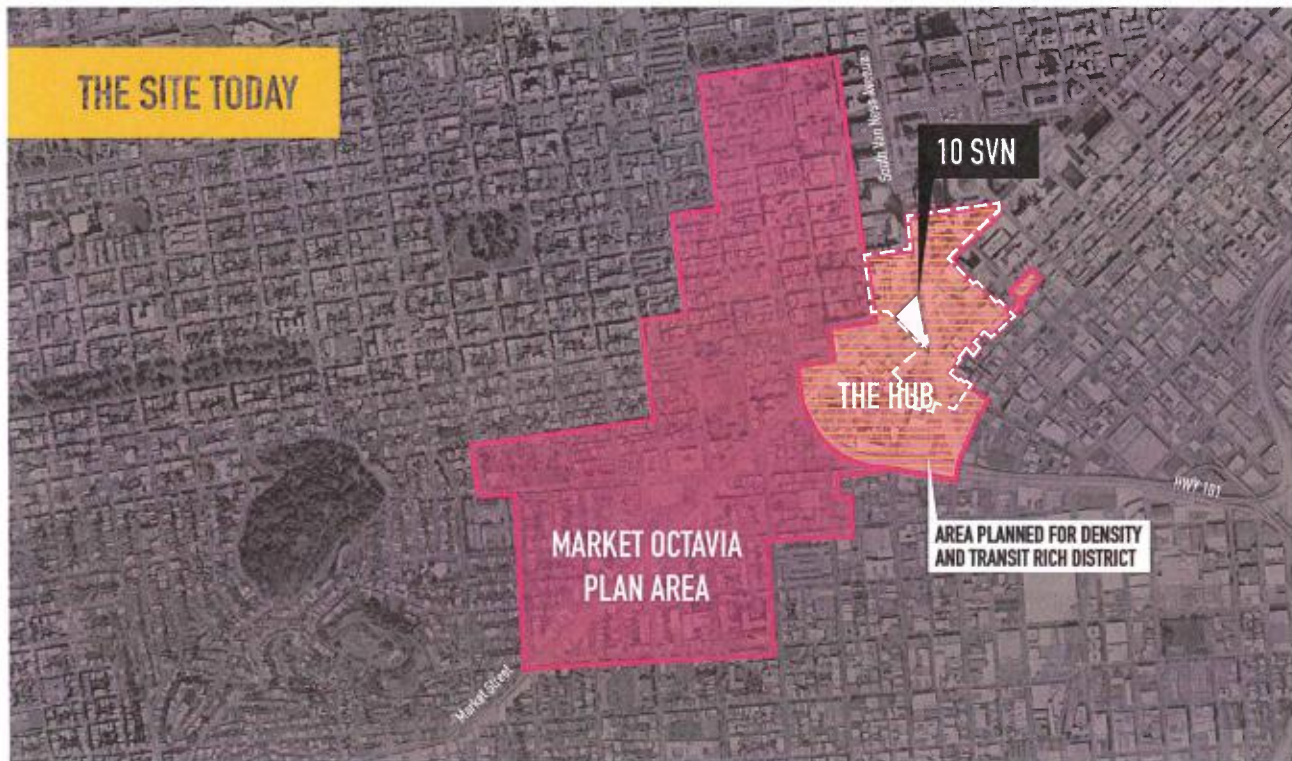 THE SITE TODAY
South Van Ness Avenue
10 SVN
THE HUB
HWY 101
AREA PLANNED FOR DENSITY
AND TRANSIT RICH DISTRICT
MARKET OCTAVIA
PLAN AREA
Market Street